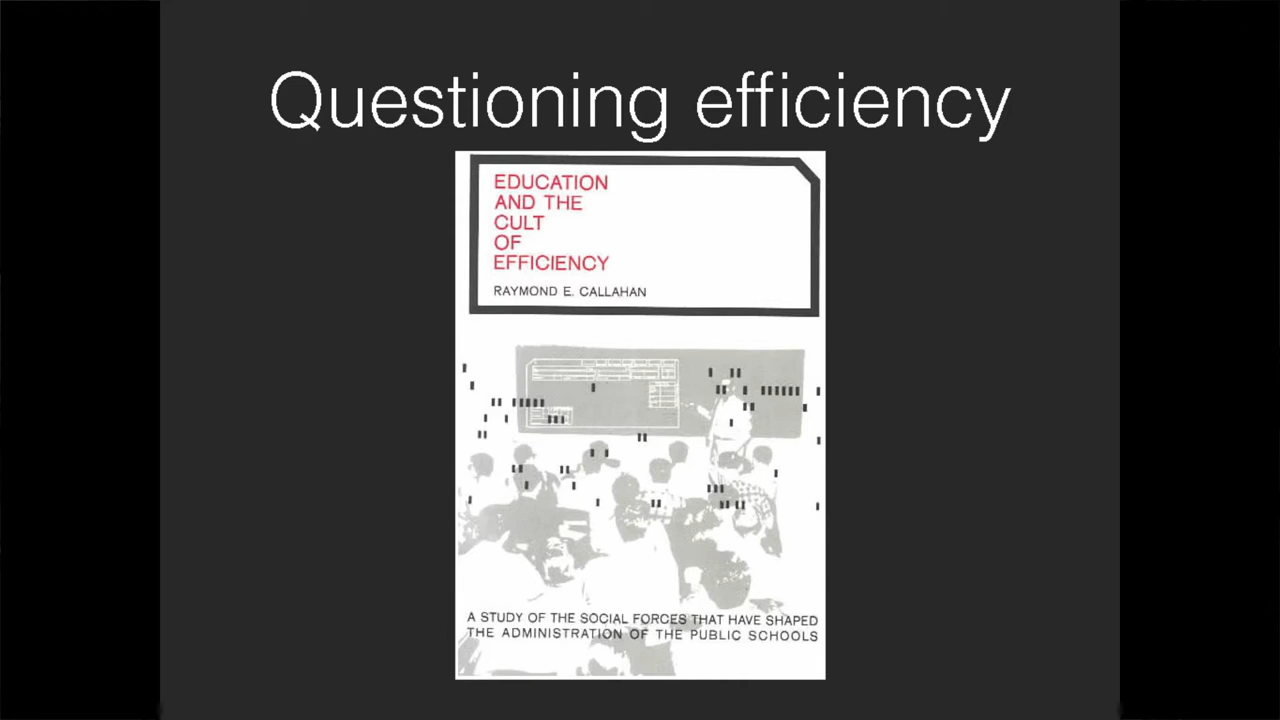 Questioning efficiency
EDUCATION
AND THE
CULT
OF
EFFICIENCY
RAYMOND E. CALLAHAN
A STUDY OF THE SOCIAL FORCES THAT HAVE SHAPED
THE ADMINISTRATION OF THE PUBLIC SCHOOLS